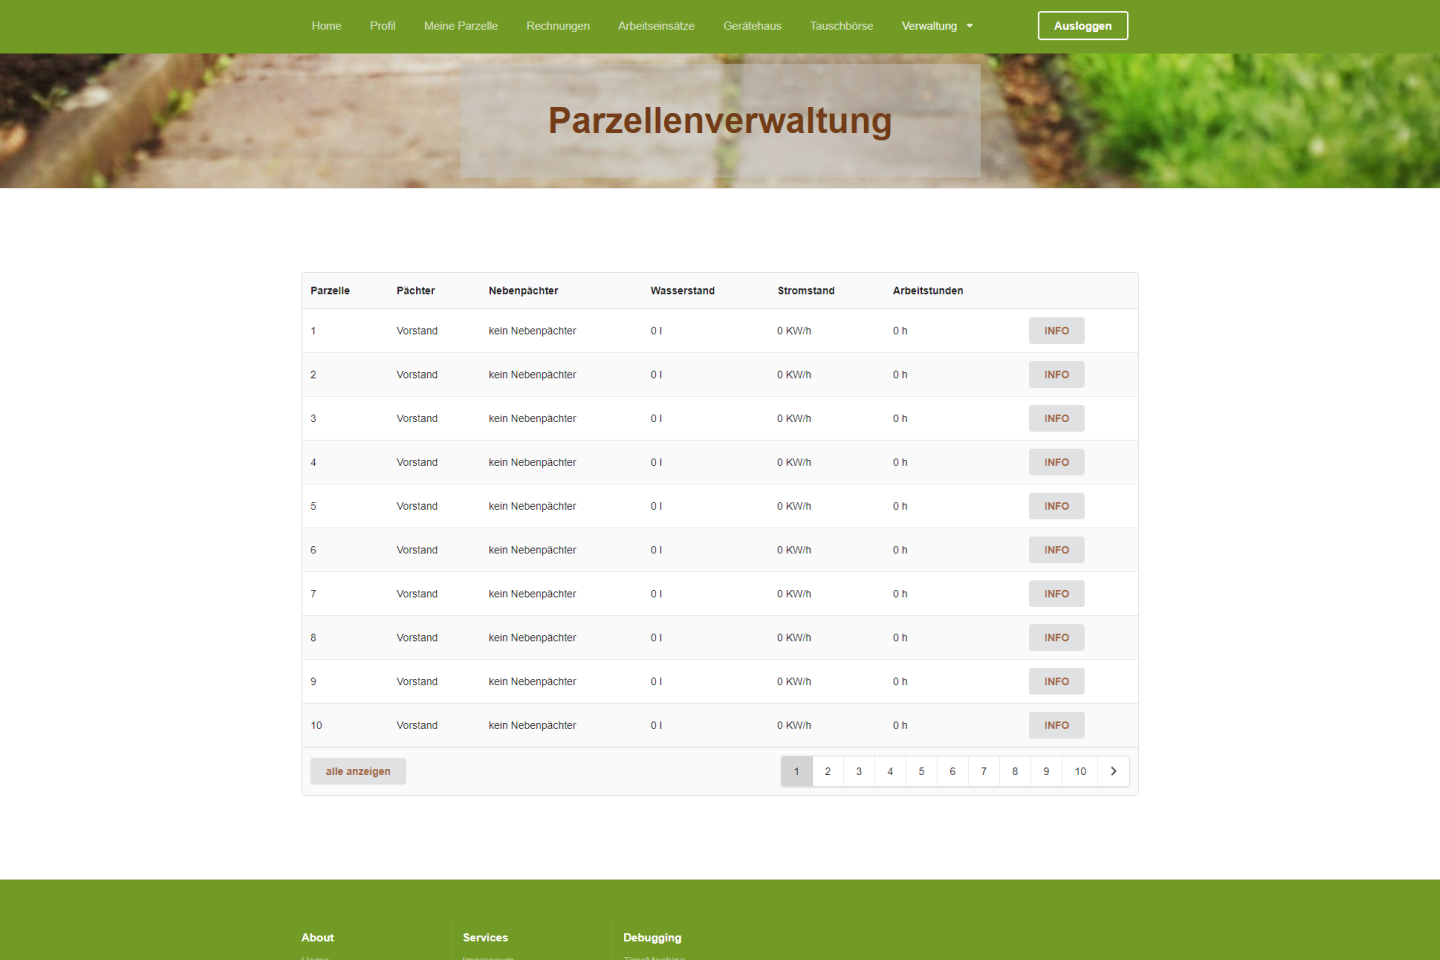 Home Profil Meine Parzelle Rechnungen Arbeitseinsätze Gerätehaus Tauschbörse Verwaltung Ausloggen
Parzellenverwaltung
Parzelle Pächter Nebenpächter Wasserstand Stromstand Arbeitstunden
1 Vorstand kein Nebenpächter 0 l 0 KW/h 0 h INFO
2 Vorstand kein Nebenpächter 0 l 0 KW/h 0 h INFO
3 Vorstand kein Nebenpächter 0 l 0 KW/h 0 h INFO
4 Vorstand kein Nebenpächter 0 l 0 KW/h 0 h INFO
5 Vorstand kein Nebenpächter 0 l 0 KW/h 0 h INFO
6 Vorstand kein Nebenpächter 0 l 0 KW/h 0 h INFO
7 Vorstand kein Nebenpächter 0 l 0 KW/h 0 h INFO
8 Vorstand kein Nebenpächter 0 l 0 KW/h 0 h INFO
9 Vorstand kein Nebenpächter 0 l 0 KW/h 0 h INFO
10 Vorstand kein Nebenpächter 0 l 0 KW/h 0 h INFO
alle anzeigen 1 2 3 4 5 6 7 8 9 10
About Services Debugging
Home Impressum TimeMachine